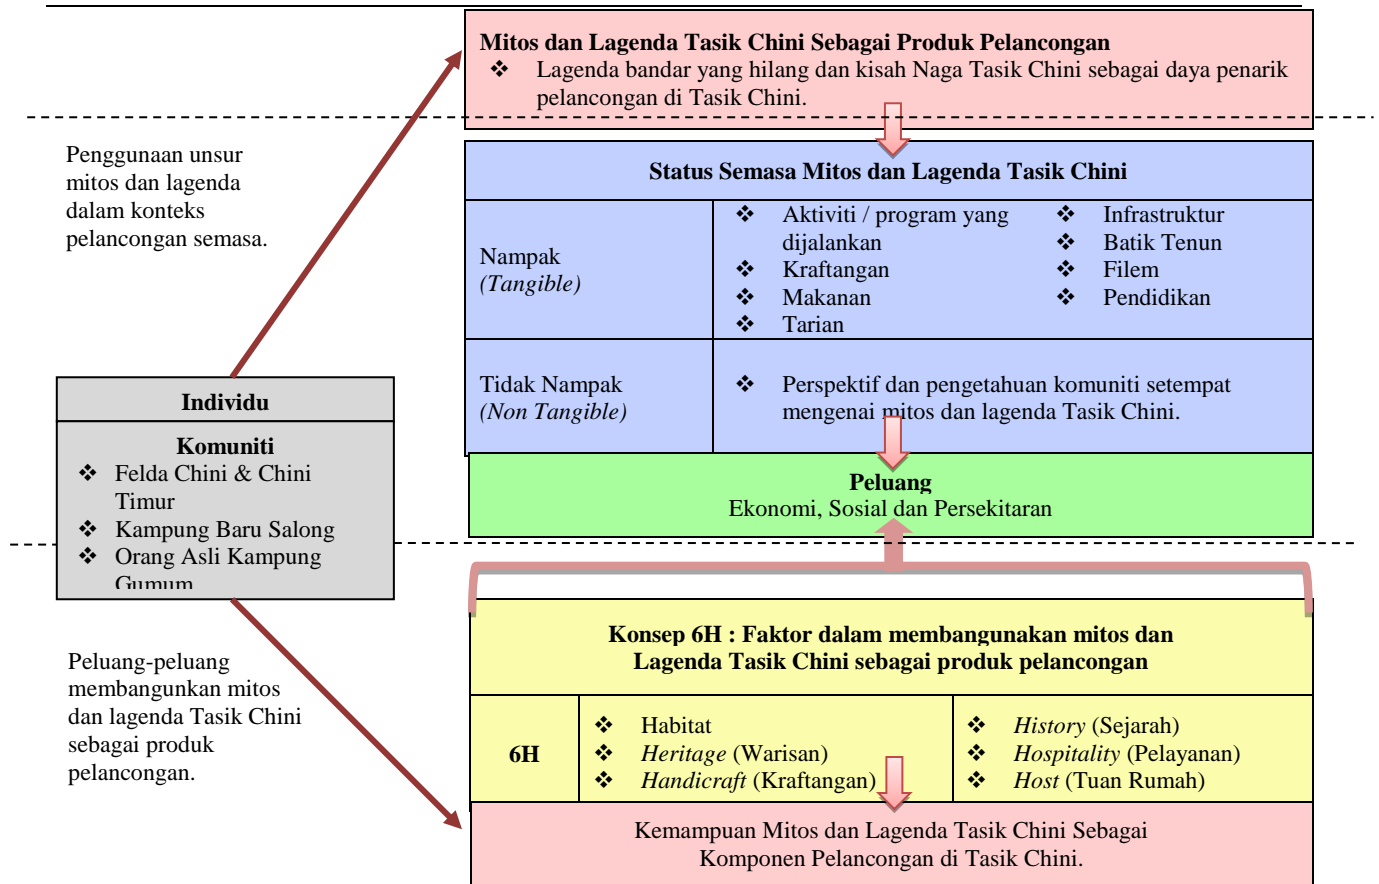 Mitos dan Lagenda Tasik Chini Sebagai Produk Pelancongan
❖ Lagenda bandar yang hilang dan kisah Naga Tasik Chini sebagai daya penarik
pelancongan di Tasik Chini.
Penggunaan unsur
mitos dan lagenda
dalam konteks
pelancongan semasa.
Status Semasa Mitos dan Lagenda Tasik Chini
Nampak
(Tangible)
❖ Aktiviti / program yang
dijalankan
❖ Kraftangan
❖ Makanan
❖ Tarian
❖ Infrastruktur
❖ Batik Tenun
❖ Filem
❖ Pendidikan
Tidak Nampak
(Non Tangible)
❖ Perspektif dan pengetahuan komuniti setempat
mengenai mitos dan lagenda Tasik Chini.
Individu
Komuniti
❖ Felda Chini & Chini
Timur
❖ Kampung Baru Salong
❖ Orang Asli Kampung
Gumum
Peluang
Ekonomi, Sosial dan Persekitaran
Peluang-peluang
membangunkan mitos
dan lagenda Tasik Chini
sebagai produk
pelancongan.
Konsep 6H : Faktor dalam membangunakan mitos dan
Lagenda Tasik Chini sebagai produk pelancongan
6H
❖ Habitat
❖ Heritage (Warisan)
❖ Handicraft (Kraftangan)
❖ History (Sejarah)
❖ Hospitality (Pelayanan)
❖ Host (Tuan Rumah)
Kemampuan Mitos dan Lagenda Tasik Chini Sebagai
Komponen Pelancongan di Tasik Chini.